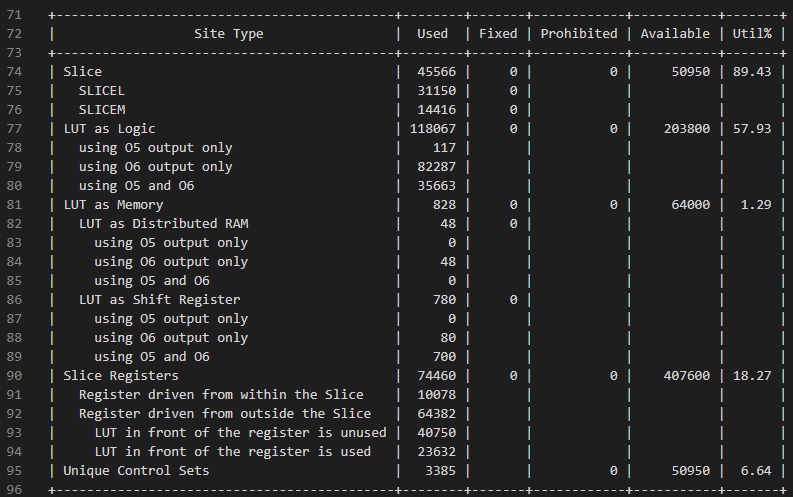 71 +---------------------------------------------+--------+-------+------------+-----------+-------+
72 |                  Site Type                  |  Used  | Fixed | Prohibited | Available | Util% |
73 +---------------------------------------------+--------+-------+------------+-----------+-------+
74 | Slice                                       |  45566 |     0 |          0 |     50950 | 89.43 |
75 |   SLICEL                                    |  31150 |     0 |            |           |       |
76 |   SLICEM                                    |  14416 |     0 |            |           |       |
77 | LUT as Logic                                | 118067 |     0 |          0 |    203800 | 57.93 |
78 |   using O5 output only                      |    117 |       |            |           |       |
79 |   using O6 output only                      |  82287 |       |            |           |       |
80 |   using O5 and O6                           |  35663 |       |            |           |       |
81 | LUT as Memory                               |    828 |     0 |          0 |     64000 |  1.29 |
82 |   LUT as Distributed RAM                    |     48 |     0 |            |           |       |
83 |     using O5 output only                    |      0 |       |            |           |       |
84 |     using O6 output only                    |     48 |       |            |           |       |
85 |     using O5 and O6                         |      0 |       |            |           |       |
86 |   LUT as Shift Register                     |    780 |     0 |            |           |       |
87 |     using O5 output only                    |      0 |       |            |           |       |
88 |     using O6 output only                    |     80 |       |            |           |       |
89 |     using O5 and O6                         |    700 |       |            |           |       |
90 | Slice Registers                             |  74460 |     0 |          0 |    407600 | 18.27 |
91 |   Register driven from within the Slice     |  10078 |       |            |           |       |
92 |   Register driven from outside the Slice    |  64382 |       |            |           |       |
93 |     LUT in front of the register is unused  |  40750 |       |            |           |       |
94 |     LUT in front of the register is used    |  23632 |       |            |           |       |
95 | Unique Control Sets                         |   3385 |       |          0 |     50950 |  6.64 |
96 +---------------------------------------------+--------+-------+------------+-----------+-------+